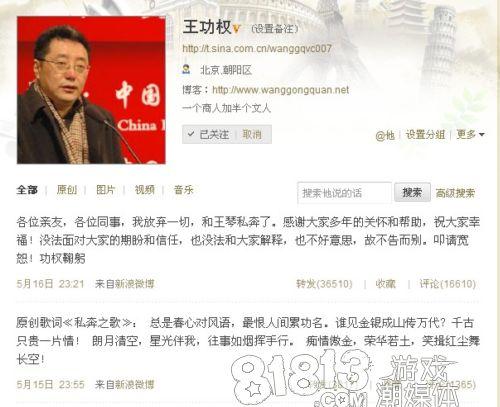 王功权 (设置备注)
http://t.sina.com.cn/wanggqvc007
北京,朝阳区
博客：http://www.wanggongquan.net
一个商人加半个文人
已关注 | 取消
@他 | 设置分组 | 更多
中国
China
全部 | 原创 | 图片 | 视频 | 音乐
搜索他说的话 搜索 高级搜索
各位亲友，各位同事，我放弃一切，和王琴私奔了。感谢大家多年的关怀和帮助，祝大家幸
福！没法面对大家的期盼和信任，也没法和大家解释，也不好意思，故不告而别。叩请宽
恕！功权鞠躬
5月16日 23:21 来自新浪微博 转发(36510) | 收藏 | 评论(16610)
原创歌词《私奔之歌》： 总是春心对风语，最恨人间累功名。谁见金银成山传万代？千古
只贵一片情！ 朗月清空，星光伴我，往事如烟挥手行。 痴情傲金，荣华若土，笑揖红尘舞
长空！
5月15日 23:55 来自新浪微博
81813 游戏
潮媒体